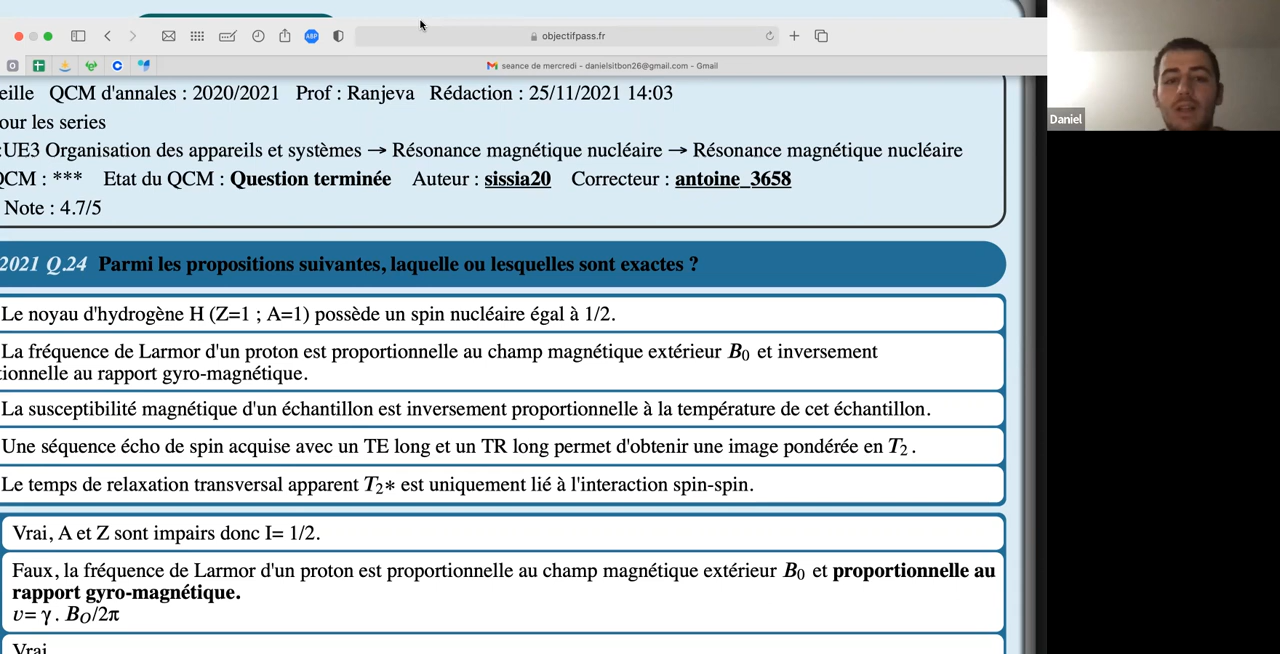 objectifpass.fr
seance de mercredi - danielsitbon26@gmail.com - Gmail
Daniel
eille QCM d'annales : 2020/2021 Prof : Ranjeva Rédaction : 25/11/2021 14:03
our les series
:UE3 Organisation des appareils et systèmes → Résonance magnétique nucléaire → Résonance magnétique nucléaire
QCM : *** Etat du QCM : Question terminée Auteur : sissia20 Correcteur : antoine_3658
Note : 4.7/5
2021 Q.24 Parmi les propositions suivantes, laquelle ou lesquelles sont exactes ?
Le noyau d'hydrogène H (Z=1 ; A=1) possède un spin nucléaire égal à 1/2.
La fréquence de Larmor d'un proton est proportionnelle au champ magnétique extérieur B0 et inversement
tionnelle au rapport gyro-magnétique.
La susceptibilité magnétique d'un échantillon est inversement proportionnelle à la température de cet échantillon.
Une séquence écho de spin acquise avec un TE long et un TR long permet d'obtenir une image pondérée en T2 .
Le temps de relaxation transversal apparent T2* est uniquement lié à l'interaction spin-spin.
Vrai, A et Z sont impairs donc I= 1/2.
Faux, la fréquence de Larmor d'un proton est proportionnelle au champ magnétique extérieur B0 et proportionnelle au
rapport gyro-magnétique.
υ= γ . BO/2π
Vrai